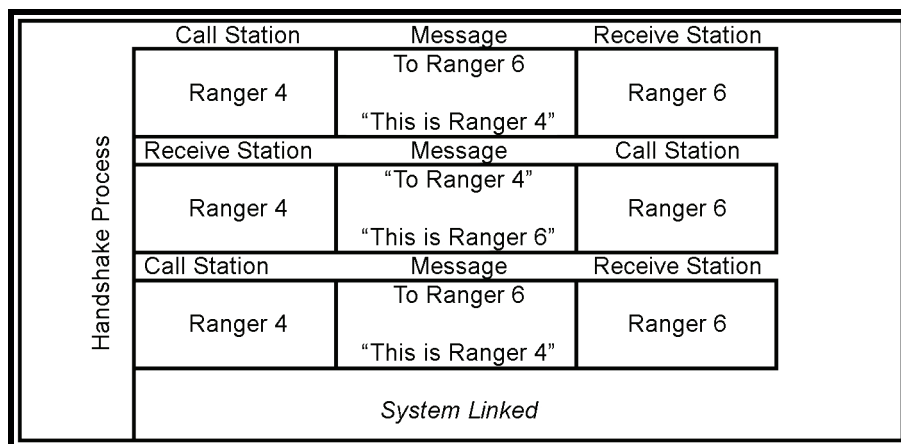 Handshake Process
Call Station Message Receive Station
Ranger 4 To Ranger 6 Ranger 6
“This is Ranger 4”
Receive Station Message Call Station
Ranger 4 “To Ranger 4” Ranger 6
“This is Ranger 6”
Call Station Message Receive Station
Ranger 4 To Ranger 6 Ranger 6
“This is Ranger 4”
System Linked